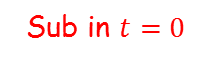 Sub in t = 0